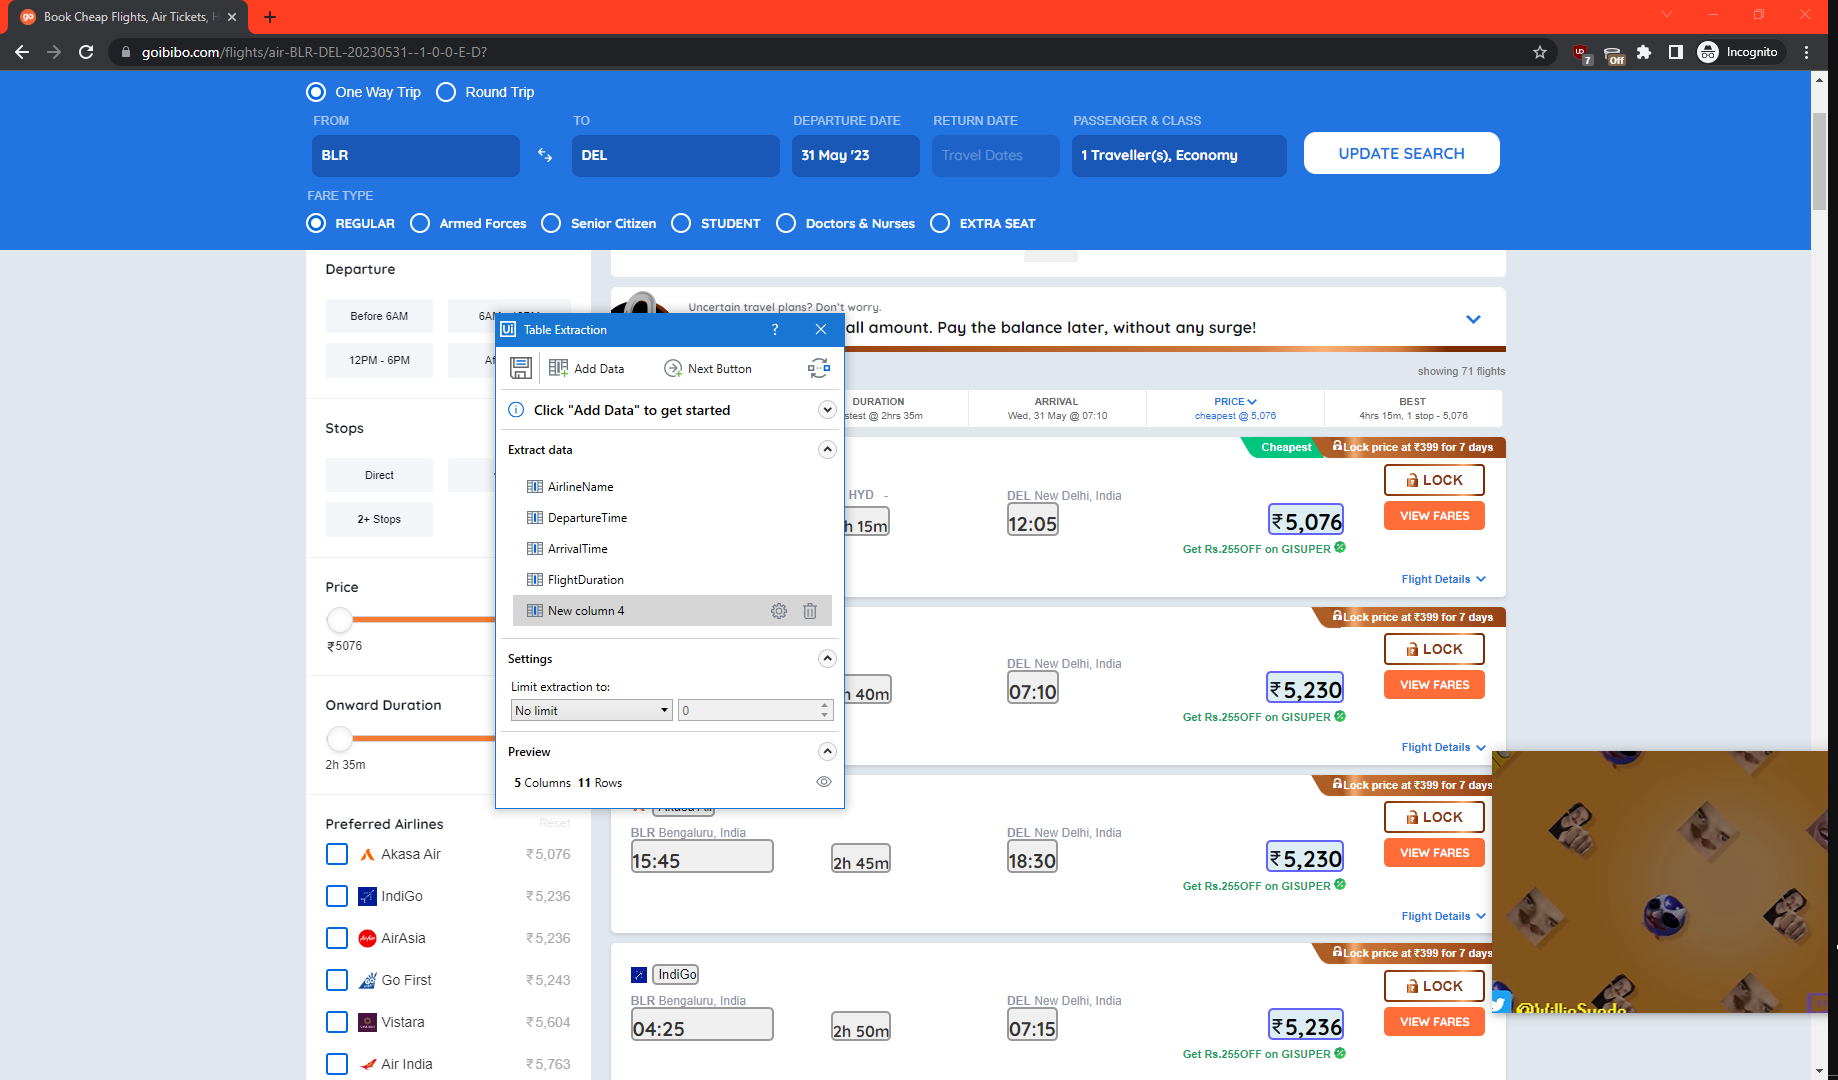 go Book Cheap Flights, Air Tickets, H
goibibo.com/flights/air-BLR-DEL-20230531--1-0-0-E-D?
7
Off
Incognito
One Way Trip Round Trip
FROM TO DEPARTURE DATE RETURN DATE PASSENGER & CLASS
BLR DEL 31 May '23 Travel Dates 1 Traveller(s), Economy UPDATE SEARCH
FARE TYPE
REGULAR Armed Forces Senior Citizen STUDENT Doctors & Nurses EXTRA SEAT
Departure
Before 6AM
12PM - 6PM
Stops
Direct
2+ Stops
Price
₹5076
Onward Duration
2h 35m
Preferred Airlines Reset
Akasa Air ₹5,076
IndiGo ₹5,236
AirAsia ₹5,236
Go First ₹5,243
Vistara ₹5,604
Air India ₹5,763
Ui Table Extraction ?
Add Data Next Button
Click "Add Data" to get started
Extract data
AirlineName
DepartureTime
ArrivalTime
FlightDuration
New column 4
Settings
Limit extraction to:
No limit 0
Preview
5 Columns 11 Rows
Uncertain travel plans? Don't worry.
all amount. Pay the balance later, without any surge!
showing 71 flights
DURATION ARRIVAL PRICE BEST
stest @ 2hrs 35m Wed, 31 May @ 07:10 cheapest @ 5,076 4hrs 15m, 1 stop - 5,076
Cheapest Lock price at ₹399 for 7 days
HYD - DEL New Delhi, India LOCK
h 15m 12:05 ₹5,076 VIEW FARES
Get Rs.255OFF on GISUPER
Flight Details
Lock price at ₹399 for 7 days
DEL New Delhi, India LOCK
h 40m 07:10 ₹5,230 VIEW FARES
Get Rs.255OFF on GISUPER
Flight Details
Lock price at ₹399 for 7 days
Akasa Air
BLR Bengaluru, India DEL New Delhi, India LOCK
15:45 2h 45m 18:30 ₹5,230 VIEW FARES
Get Rs.255OFF on GISUPER
Flight Details
Lock price at ₹399 for 7 days
IndiGo
BLR Bengaluru, India DEL New Delhi, India LOCK
04:25 2h 50m 07:15 ₹5,236 VIEW FARES
Get Rs.255OFF on GISUPER